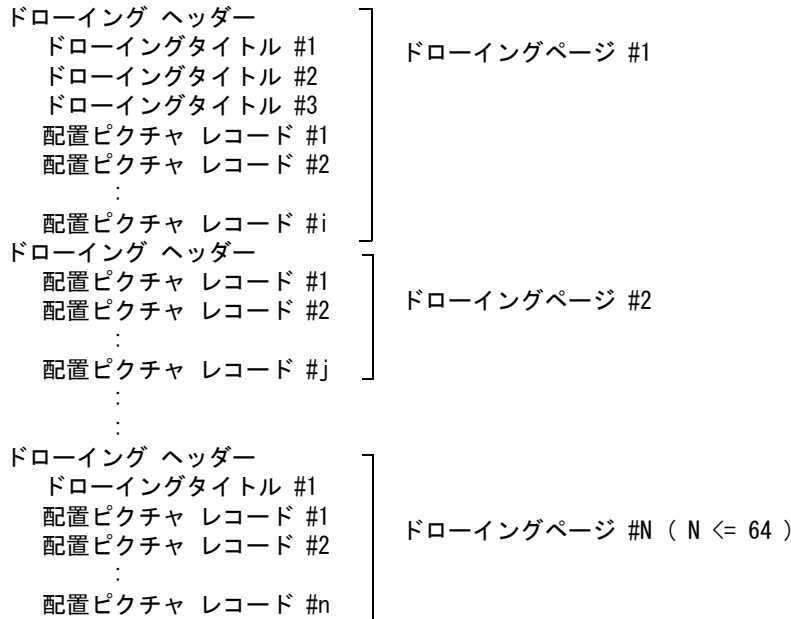 ドローイング ヘッダー
ドローイングタイトル #1
ドローイングページ #1
ドローイングタイトル #2
ドローイングタイトル #3
配置ピクチャ レコード #1
配置ピクチャ レコード #2
:
配置ピクチャ レコード #i
ドローイング ヘッダー
配置ピクチャ レコード #1
ドローイングページ #2
配置ピクチャ レコード #2
:
配置ピクチャ レコード #j
:
:
ドローイング ヘッダー
ドローイングタイトル #1
配置ピクチャ レコード #1
ドローイングページ #N ( N <= 64 )
配置ピクチャ レコード #2
:
配置ピクチャ レコード #n